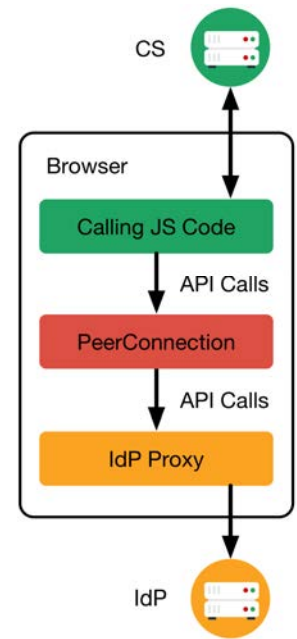 CS
Browser
Calling JS Code
API Calls
PeerConnection
API Calls
IdP Proxy
IdP